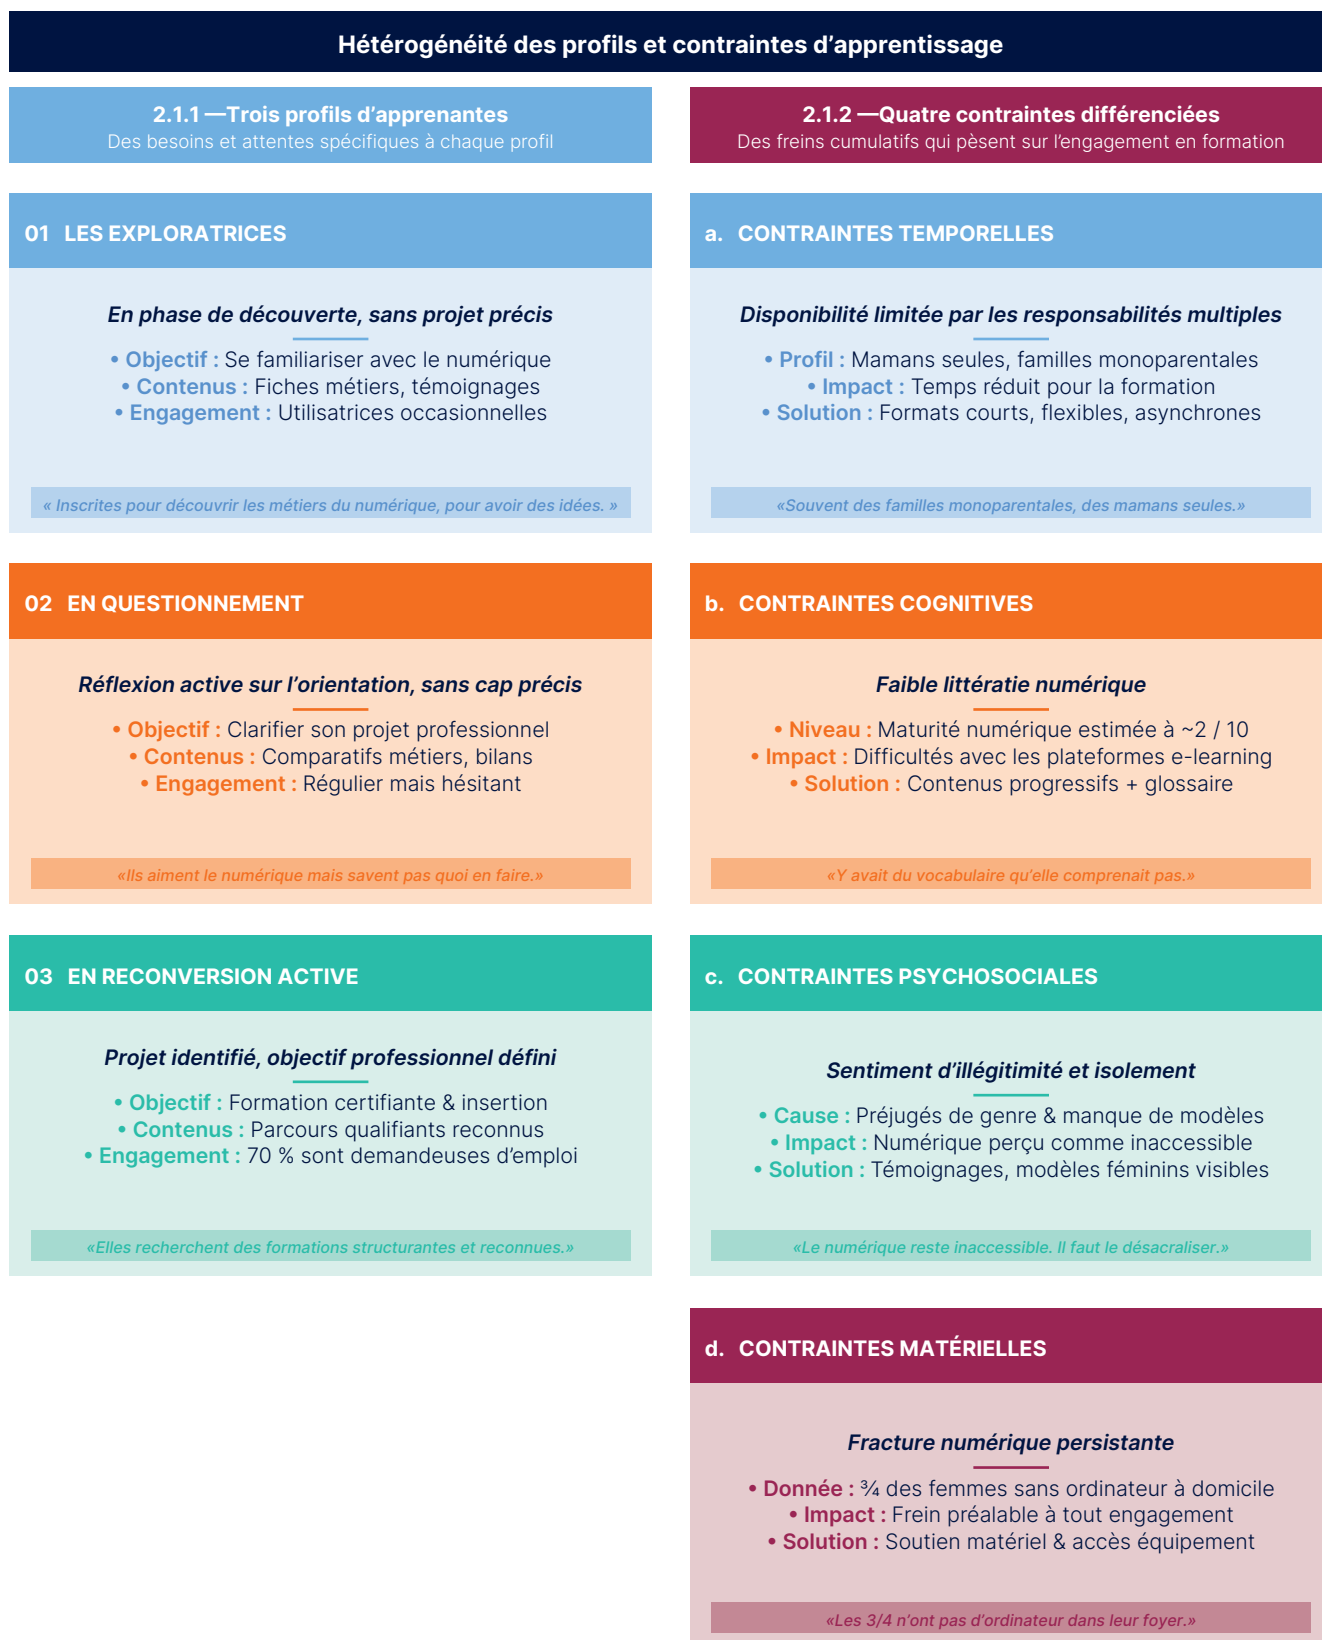 Hétérogénéité des profils et contraintes d’apprentissage
2.1.1 —Trois profils d’apprenantes
Des besoins et attentes spécifiques à chaque profil
01 LES EXPLORATRICES
En phase de découverte, sans projet précis
• Objectif : Se familiariser avec le numérique
• Contenus : Fiches métiers, témoignages
• Engagement : Utilisatrices occasionnelles
« Inscrites pour découvrir les métiers du numérique, pour avoir des idées. »
02 EN QUESTIONNEMENT
Réflexion active sur l’orientation, sans cap précis
• Objectif : Clarifier son projet professionnel
• Contenus : Comparatifs métiers, bilans
• Engagement : Régulier mais hésitant
«Ils aiment le numérique mais savent pas quoi en faire.»
03 EN RECONVERSION ACTIVE
Projet identifié, objectif professionnel défini
• Objectif : Formation certifiante & insertion
• Contenus : Parcours qualifiants reconnus
• Engagement : 70 % sont demandeuses d’emploi
«Elles recherchent des formations structurantes et reconnues.»
2.1.2 —Quatre contraintes différenciées
Des freins cumulatifs qui pèsent sur l’engagement en formation
a. CONTRAINTES TEMPORELLES
Disponibilité limitée par les responsabilités multiples
• Profil : Mamans seules, familles monoparentales
• Impact : Temps réduit pour la formation
• Solution : Formats courts, flexibles, asynchrones
«Souvent des familles monoparentales, des mamans seules.»
b. CONTRAINTES COGNITIVES
Faible littératie numérique
• Niveau : Maturité numérique estimée à ~2 / 10
• Impact : Difficultés avec les plateformes e-learning
• Solution : Contenus progressifs + glossaire
«Y avait du vocabulaire qu’elle comprenait pas.»
c. CONTRAINTES PSYCHOSOCIALES
Sentiment d’illégitimité et isolement
• Cause : Préjugés de genre & manque de modèles
• Impact : Numérique perçu comme inaccessible
• Solution : Témoignages, modèles féminins visibles
«Le numérique reste inaccessible. Il faut le désacraliser.»
d. CONTRAINTES MATÉRIELLES
Fracture numérique persistante
• Donnée : ¾ des femmes sans ordinateur à domicile
• Impact : Frein préalable à tout engagement
• Solution : Soutien matériel & accès équipement
«Les 3/4 n’ont pas d’ordinateur dans leur foyer.»